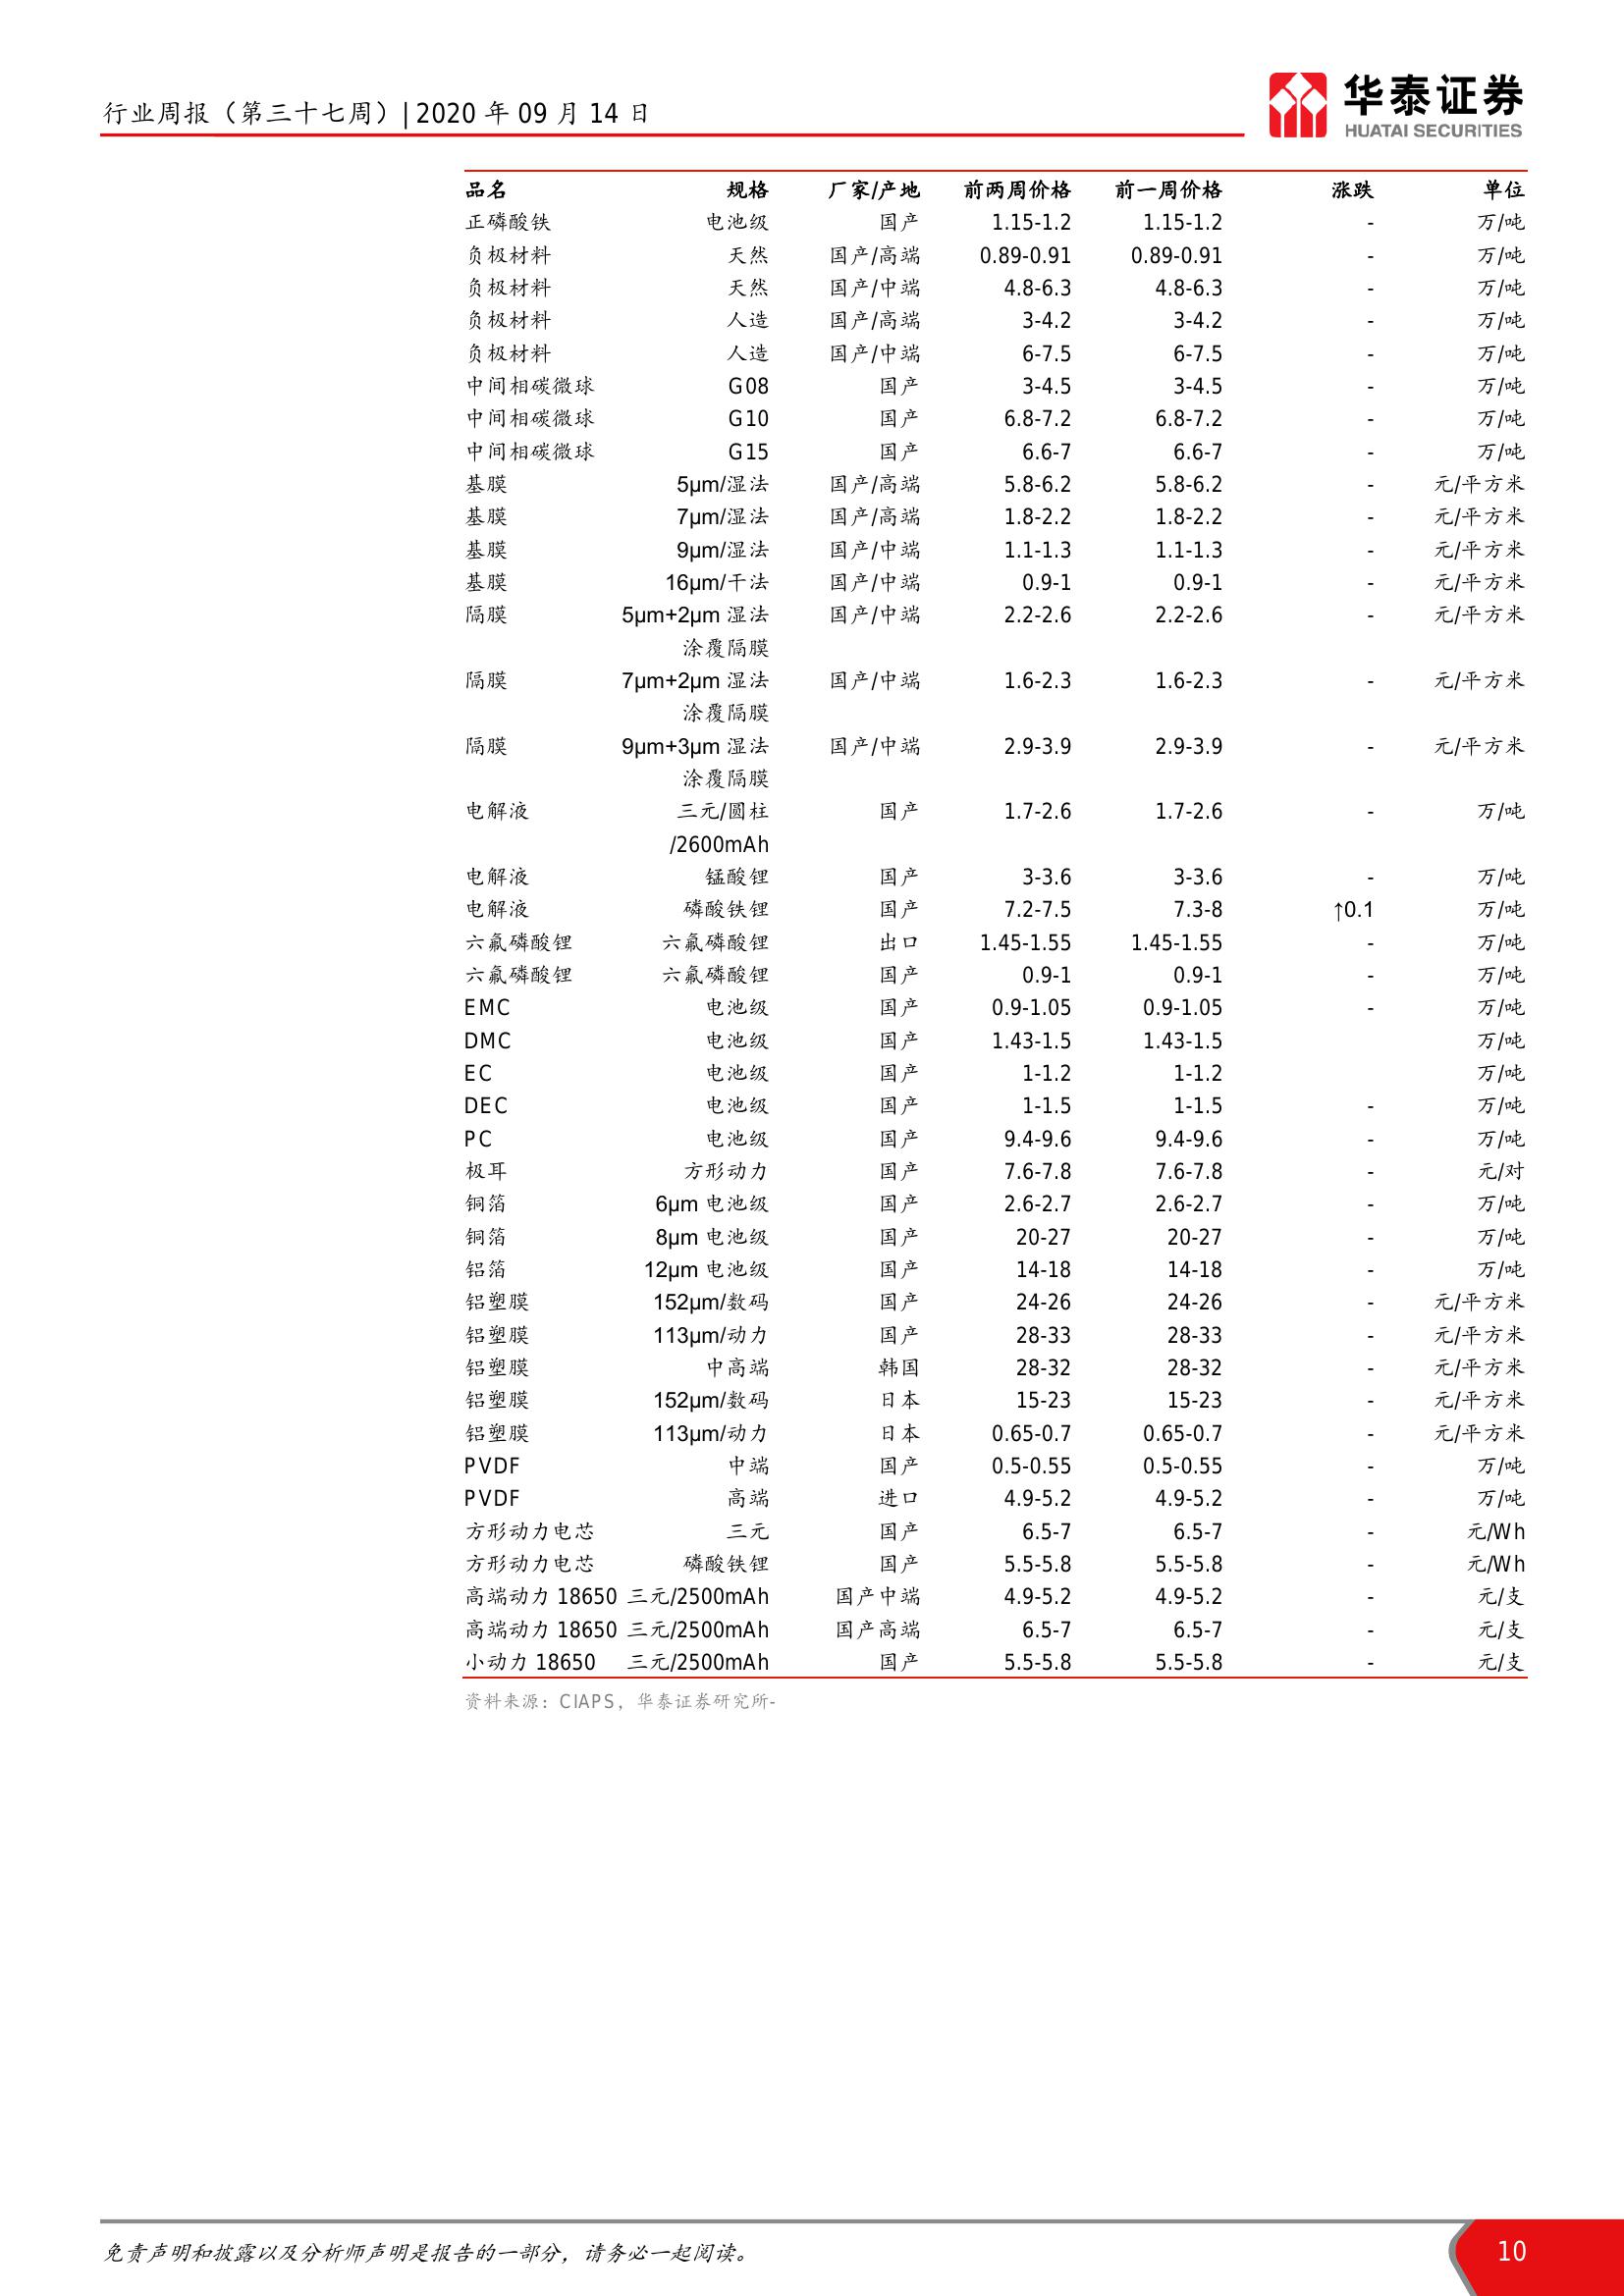 行业周报（第三十七周）| 2020 年 09 月 14 日
华泰证券
HUATAI SECURITIES
品名 规格 厂家/产地 前两周价格 前一周价格 涨跌 单位
正磷酸铁 电池级 国产 1.15-1.2 1.15-1.2 - 万/吨
负极材料 天然 国产/高端 0.89-0.91 0.89-0.91 - 万/吨
负极材料 天然 国产/中端 4.8-6.3 4.8-6.3 - 万/吨
负极材料 人造 国产/高端 3-4.2 3-4.2 - 万/吨
负极材料 人造 国产/中端 6-7.5 6-7.5 - 万/吨
中间相碳微球 G08 国产 3-4.5 3-4.5 - 万/吨
中间相碳微球 G10 国产 6.8-7.2 6.8-7.2 - 万/吨
中间相碳微球 G15 国产 6.6-7 6.6-7 - 万/吨
基膜 5μm/湿法 国产/高端 5.8-6.2 5.8-6.2 - 元/平方米
基膜 7μm/湿法 国产/高端 1.8-2.2 1.8-2.2 - 元/平方米
基膜 9μm/湿法 国产/中端 1.1-1.3 1.1-1.3 - 元/平方米
基膜 16μm/干法 国产/中端 0.9-1 0.9-1 - 元/平方米
隔膜 5μm+2μm 湿法 国产/中端 2.2-2.6 2.2-2.6 - 元/平方米
涂覆隔膜
隔膜 7μm+2μm 湿法 国产/中端 1.6-2.3 1.6-2.3 - 元/平方米
涂覆隔膜
隔膜 9μm+3μm 湿法 国产/中端 2.9-3.9 2.9-3.9 - 元/平方米
涂覆隔膜
电解液 三元/圆柱 国产 1.7-2.6 1.7-2.6 - 万/吨
/2600mAh
电解液 锰酸锂 国产 3-3.6 3-3.6 - 万/吨
电解液 磷酸铁锂 国产 7.2-7.5 7.3-8 ↑0.1 万/吨
六氟磷酸锂 六氟磷酸锂 出口 1.45-1.55 1.45-1.55 - 万/吨
六氟磷酸锂 六氟磷酸锂 国产 0.9-1 0.9-1 - 万/吨
EMC 电池级 国产 0.9-1.05 0.9-1.05 - 万/吨
DMC 电池级 国产 1.43-1.5 1.43-1.5 万/吨
EC 电池级 国产 1-1.2 1-1.2 万/吨
DEC 电池级 国产 1-1.5 1-1.5 - 万/吨
PC 电池级 国产 9.4-9.6 9.4-9.6 - 万/吨
极耳 方形动力 国产 7.6-7.8 7.6-7.8 - 元/对
铜箔 6μm 电池级 国产 2.6-2.7 2.6-2.7 - 万/吨
铜箔 8μm 电池级 国产 20-27 20-27 - 万/吨
铝箔 12μm 电池级 国产 14-18 14-18 - 万/吨
铝塑膜 152μm/数码 国产 24-26 24-26 - 元/平方米
铝塑膜 113μm/动力 国产 28-33 28-33 - 元/平方米
铝塑膜 中高端 韩国 28-32 28-32 - 元/平方米
铝塑膜 152μm/数码 日本 15-23 15-23 - 元/平方米
铝塑膜 113μm/动力 日本 0.65-0.7 0.65-0.7 - 元/平方米
PVDF 中端 国产 0.5-0.55 0.5-0.55 - 万/吨
PVDF 高端 进口 4.9-5.2 4.9-5.2 - 万/吨
方形动力电芯 三元 国产 6.5-7 6.5-7 - 元/Wh
方形动力电芯 磷酸铁锂 国产 5.5-5.8 5.5-5.8 - 元/Wh
高端动力 18650 三元/2500mAh 国产中端 4.9-5.2 4.9-5.2 - 元/支
高端动力 18650 三元/2500mAh 国产高端 6.5-7 6.5-7 - 元/支
小动力 18650 三元/2500mAh 国产 5.5-5.8 5.5-5.8 - 元/支
资料来源：CIAPS，华泰证券研究所-
免责声明和披露以及分析师声明是报告的一部分，请务必一起阅读。
10